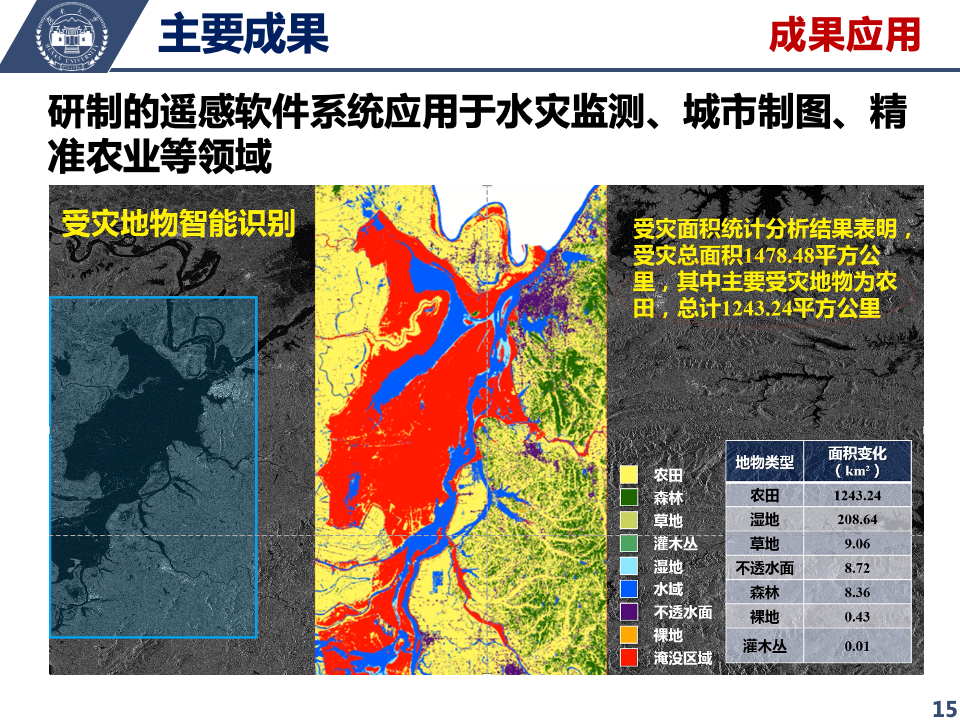 主要成果
成果应用
研制的遥感软件系统应用于水灾监测、城市制图、精
准农业等领域
受灾地物智能识别
受灾面积统计分析结果表明，
受灾总面积1478.48平方公
里，其中主要受灾地物为农
田，总计1243.24平方公里
农田
森林
草地
灌木丛
湿地
水域
不透水面
裸地
淹没区域
地物类型 面积变化
（km²）
农田 1243.24
湿地 208.64
草地 9.06
不透水面 8.72
森林 8.36
裸地 0.43
灌木丛 0.01
15